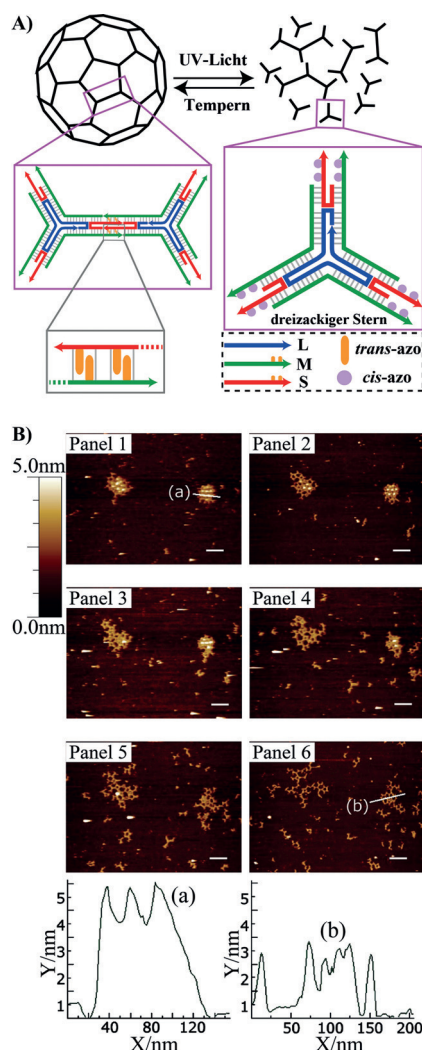 A)
UV-Licht
Tempern
dreizackiger Stern
L
M
S
trans-azo
cis-azo
B)
5.0nm
0.0nm
Panel 1
(a)
Panel 2
Panel 3
Panel 4
Panel 5
Panel 6
(b)
(a)
Y/nm
5
4
3
2
1
40 80 120
X/nm
(b)
Y/nm
5
4
3
2
1
50 100 150 200
X/nm